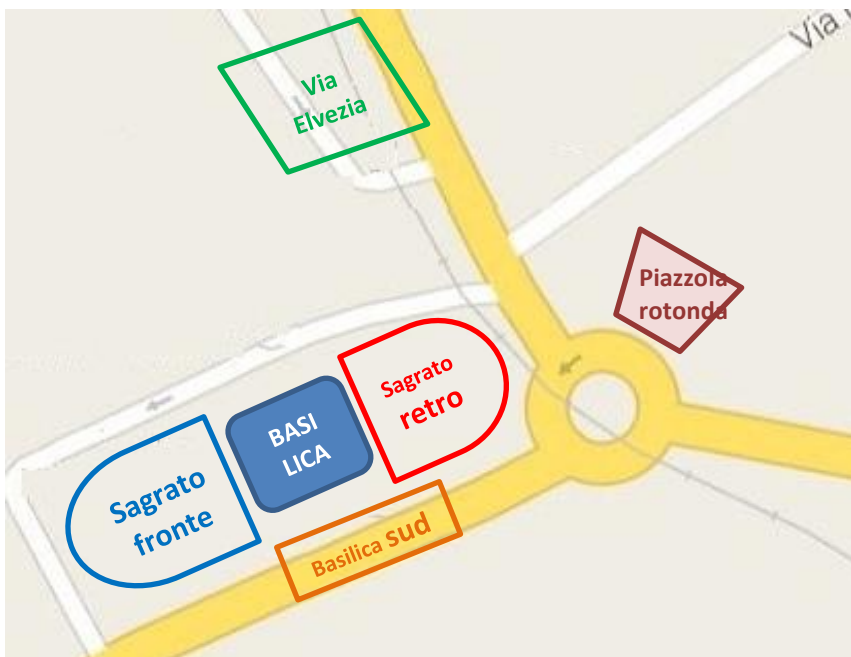 Via
Elvezia
Via
Piazzola
rotonda
Sagrato
retro
BASI
LICA
Sagrato
fronte
Basilica sud